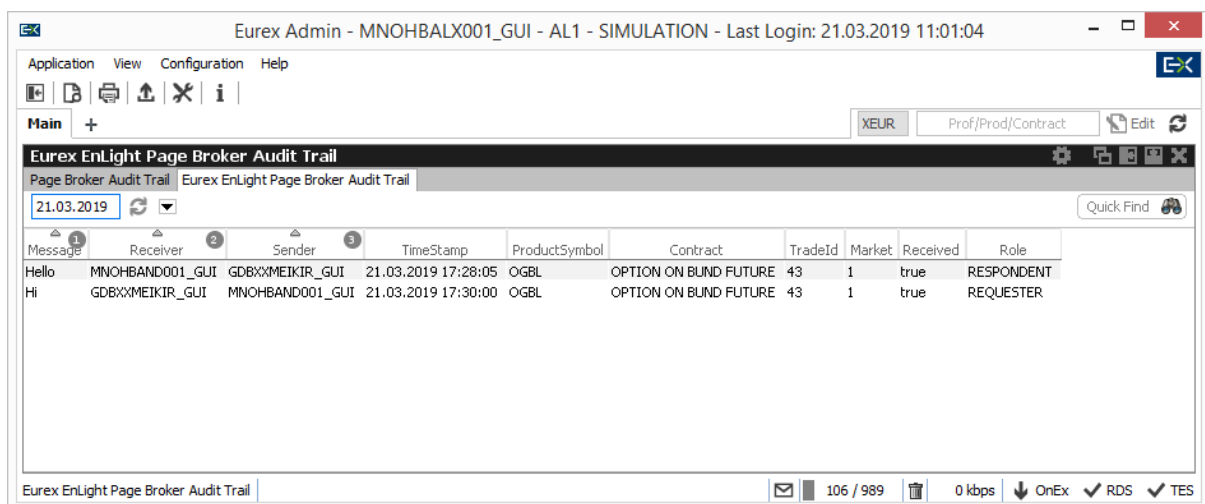 Eurex Admin - MNOHBALX001_GUI - AL1 - SIMULATION - Last Login: 21.03.2019 11:01:04
Application View Configuration Help
Main +
XEUR Prof/Prod/Contract Edit
Eurex EnLight Page Broker Audit Trail
Page Broker Audit Trail Eurex EnLight Page Broker Audit Trail
21.03.2019 Quick Find
Message 1 Receiver 2 Sender 3 TimeStamp ProductSymbol Contract TradeId Market Received Role
Hello MNOHBAND001_GUI GDBXXMEIKIR_GUI 21.03.2019 17:28:05 OGBL OPTION ON BUND FUTURE 43 1 true RESPONDENT
Hi GDBXXMEIKIR_GUI MNOHBAND001_GUI 21.03.2019 17:30:00 OGBL OPTION ON BUND FUTURE 43 1 true REQUESTER
Eurex EnLight Page Broker Audit Trail 106 / 989 0 kbps OnEx RDS TES